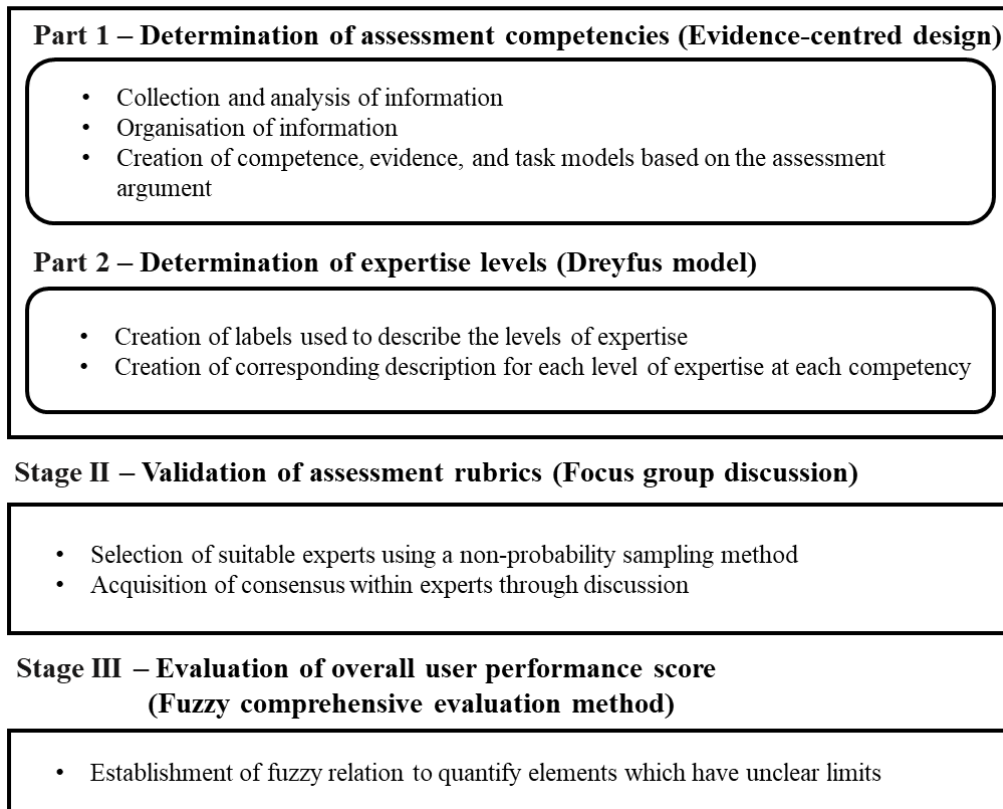 Part 1 – Determination of assessment competencies (Evidence-centred design)
• Collection and analysis of information
• Organisation of information
• Creation of competence, evidence, and task models based on the assessment
argument
Part 2 – Determination of expertise levels (Dreyfus model)
• Creation of labels used to describe the levels of expertise
• Creation of corresponding description for each level of expertise at each competency
Stage II – Validation of assessment rubrics (Focus group discussion)
• Selection of suitable experts using a non-probability sampling method
• Acquisition of consensus within experts through discussion
Stage III – Evaluation of overall user performance score
(Fuzzy comprehensive evaluation method)
• Establishment of fuzzy relation to quantify elements which have unclear limits